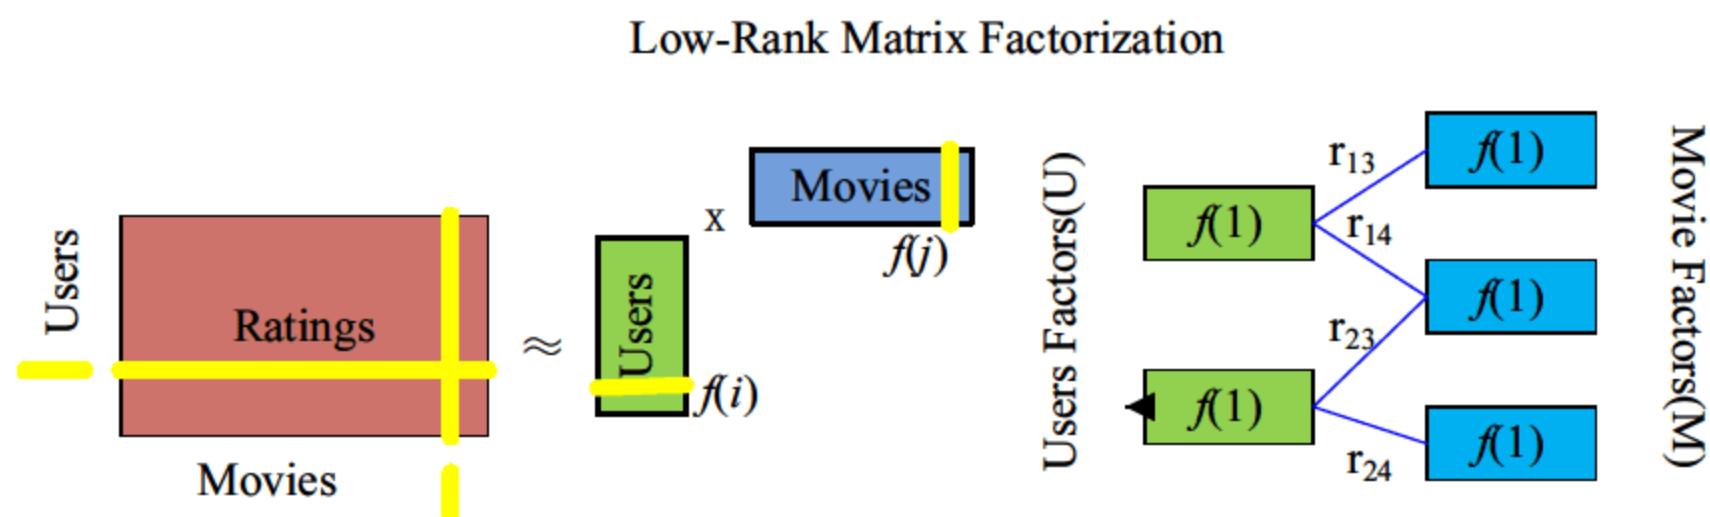 Low-Rank Matrix Factorization
Users
Ratings
Movies
≈
Users
f(i)
x
Movies
f(j)
Users Factors(U)
f(1)
f(1)
r13
r14
r23
r24
f(1)
f(1)
f(1)
Movie Factors(M)